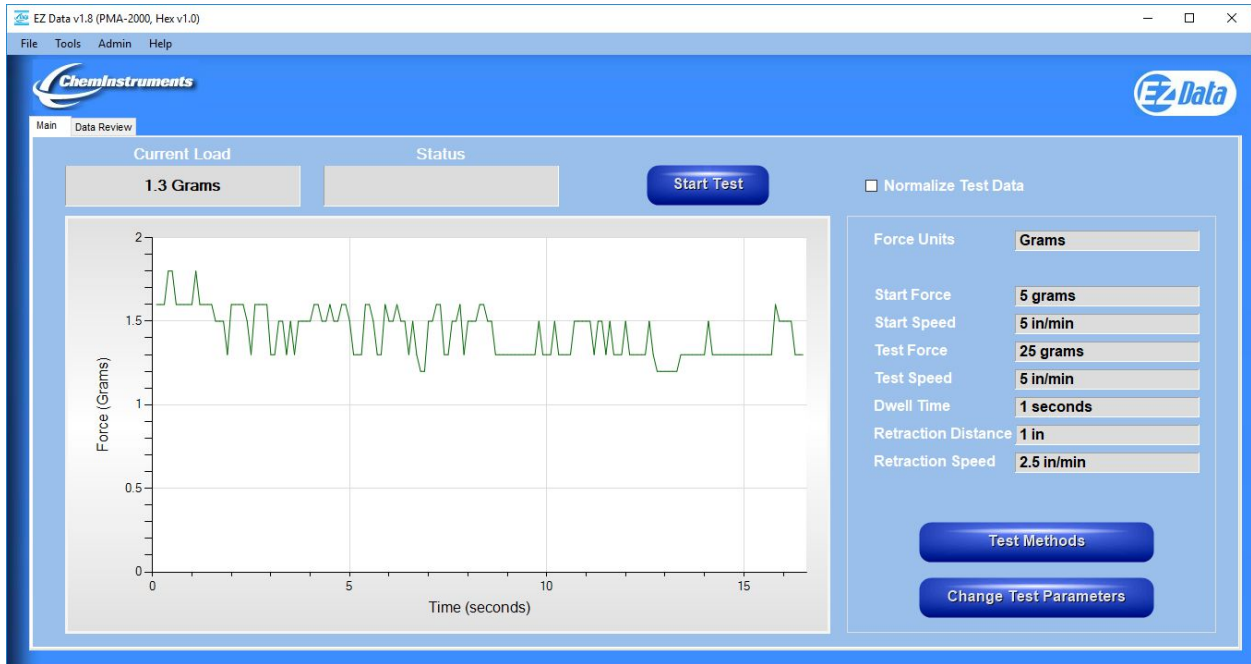 EZ Data v1.8 (PMA-2000, Hex v1.0)
File Tools Admin Help
ChemInstruments
EZ Data
Main Data Review
Current Load Status
1.3 Grams
Start Test
Normalize Test Data
Force (Grams)
2
1.5
1
0.5
0
0 5 10 15
Time (seconds)
Force Units Grams
Start Force 5 grams
Start Speed 5 in/min
Test Force 25 grams
Test Speed 5 in/min
Dwell Time 1 seconds
Retraction Distance 1 in
Retraction Speed 2.5 in/min
Test Methods
Change Test Parameters